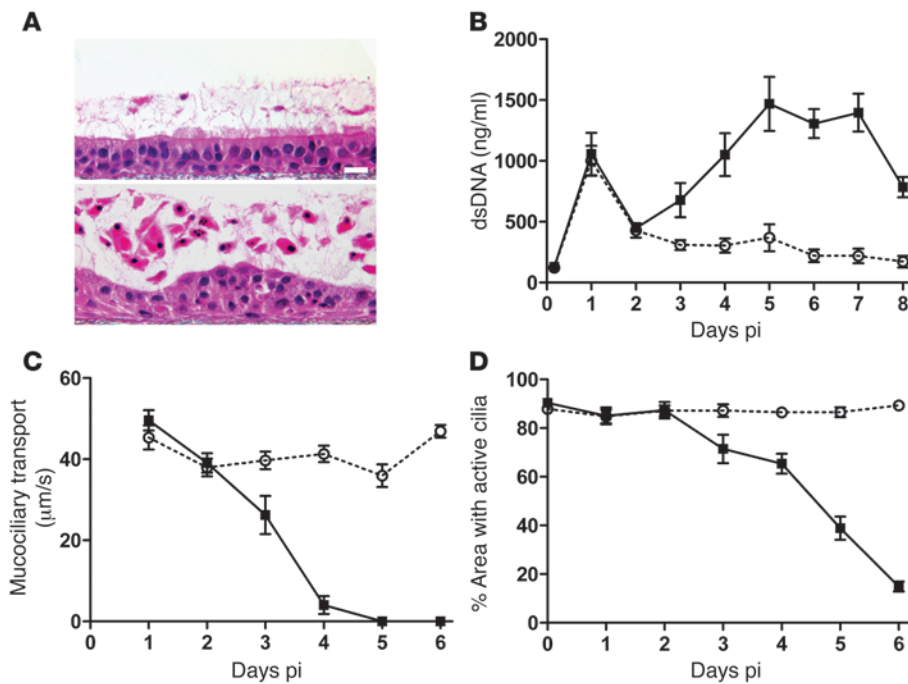 A
B
2000
1500
1000
500
0
dsDNA (ng/ml)
0 1 2 3 4 5 6 7 8
Days pi
C
60
40
20
0
Mucociliary transport
(μm/s)
0 1 2 3 4 5 6
Days pi
D
100
80
60
40
20
0
% Area with active cilia
0 1 2 3 4 5 6
Days pi